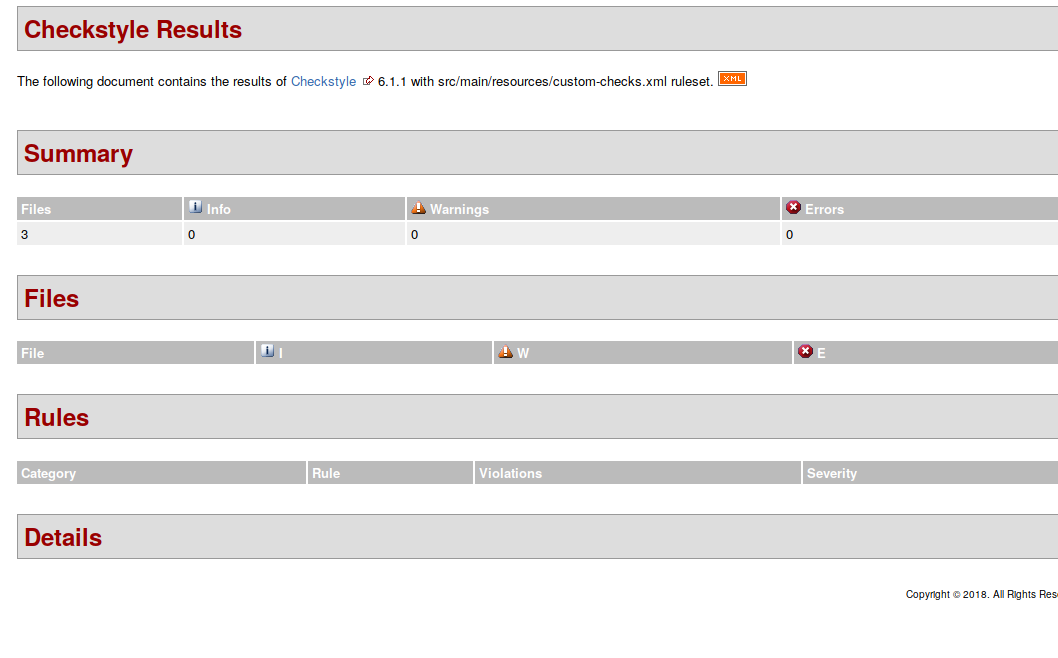 Checkstyle Results
The following document contains the results of Checkstyle 6.1.1 with src/main/resources/custom-checks.xml ruleset. XML
Summary
Files Info Warnings Errors
3 0 0 0
Files
File I W E
Rules
Category Rule Violations Severity
Details
Copyright © 2018. All Rights Res